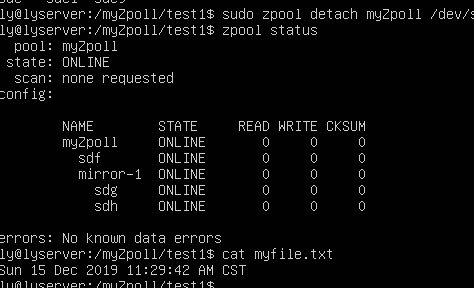 ly@lyserver:/myZpoll/test1$ sudo zpool detach myZpoll /dev/s
ly@lyserver:/myZpoll/test1$ zpool status
pool: myZpoll
state: ONLINE
scan: none requested
config:
NAME STATE READ WRITE CKSUM
myZpoll ONLINE 0 0 0
sdf ONLINE 0 0 0
mirror-1 ONLINE 0 0 0
sdg ONLINE 0 0 0
sdh ONLINE 0 0 0
errors: No known data errors
ly@lyserver:/myZpoll/test1$ cat myfile.txt
Sun 15 Dec 2019 11:29:42 AM CST
ly@lyserver:/myZpoll/test1$